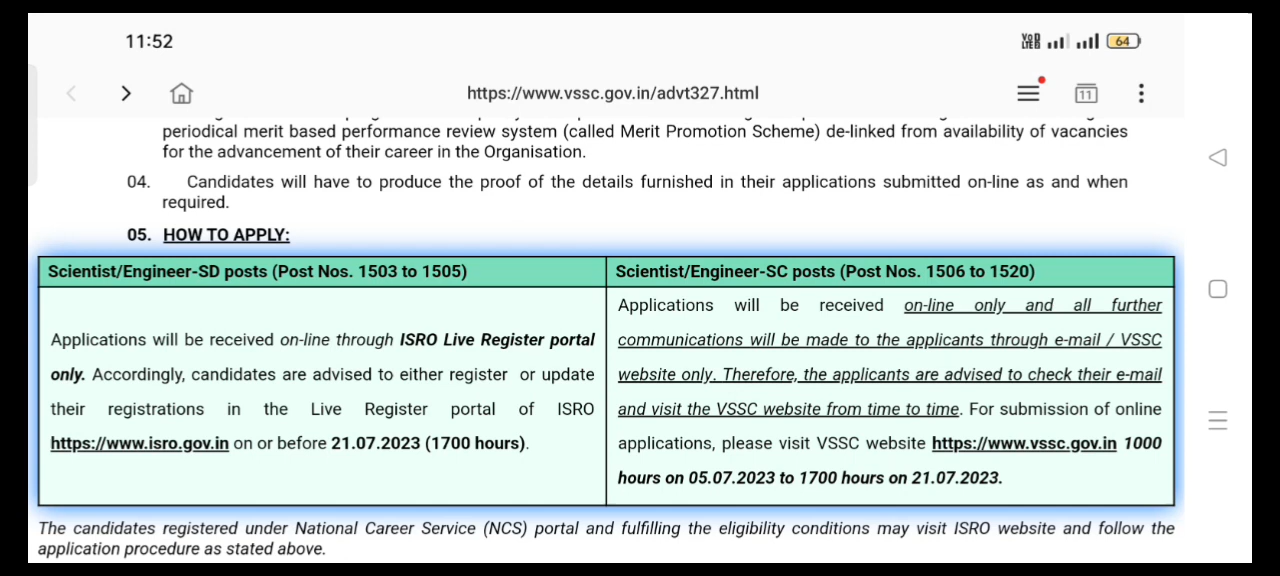 11:52
Vo) LTE 64
https://www.vssc.gov.in/advt327.html
11
periodical merit based performance review system (called Merit Promotion Scheme) de-linked from availability of vacancies
for the advancement of their career in the Organisation.
04. Candidates will have to produce the proof of the details furnished in their applications submitted on-line as and when
required.
05. HOW TO APPLY:
Scientist/Engineer-SD posts (Post Nos. 1503 to 1505)
Applications will be received on-line through ISRO Live Register portal
only. Accordingly, candidates are advised to either register or update
their registrations in the Live Register portal of ISRO
https://www.isro.gov.in on or before 21.07.2023 (1700 hours).
Scientist/Engineer-SC posts (Post Nos. 1506 to 1520)
Applications will be received on-line only and all further
communications will be made to the applicants through e-mail / VSSC
website only. Therefore, the applicants are advised to check their e-mail
and visit the VSSC website from time to time. For submission of online
applications, please visit VSSC website https://www.vssc.gov.in 1000
hours on 05.07.2023 to 1700 hours on 21.07.2023.
The candidates registered under National Career Service (NCS) portal and fulfilling the eligibility conditions may visit ISRO website and follow the
application procedure as stated above.